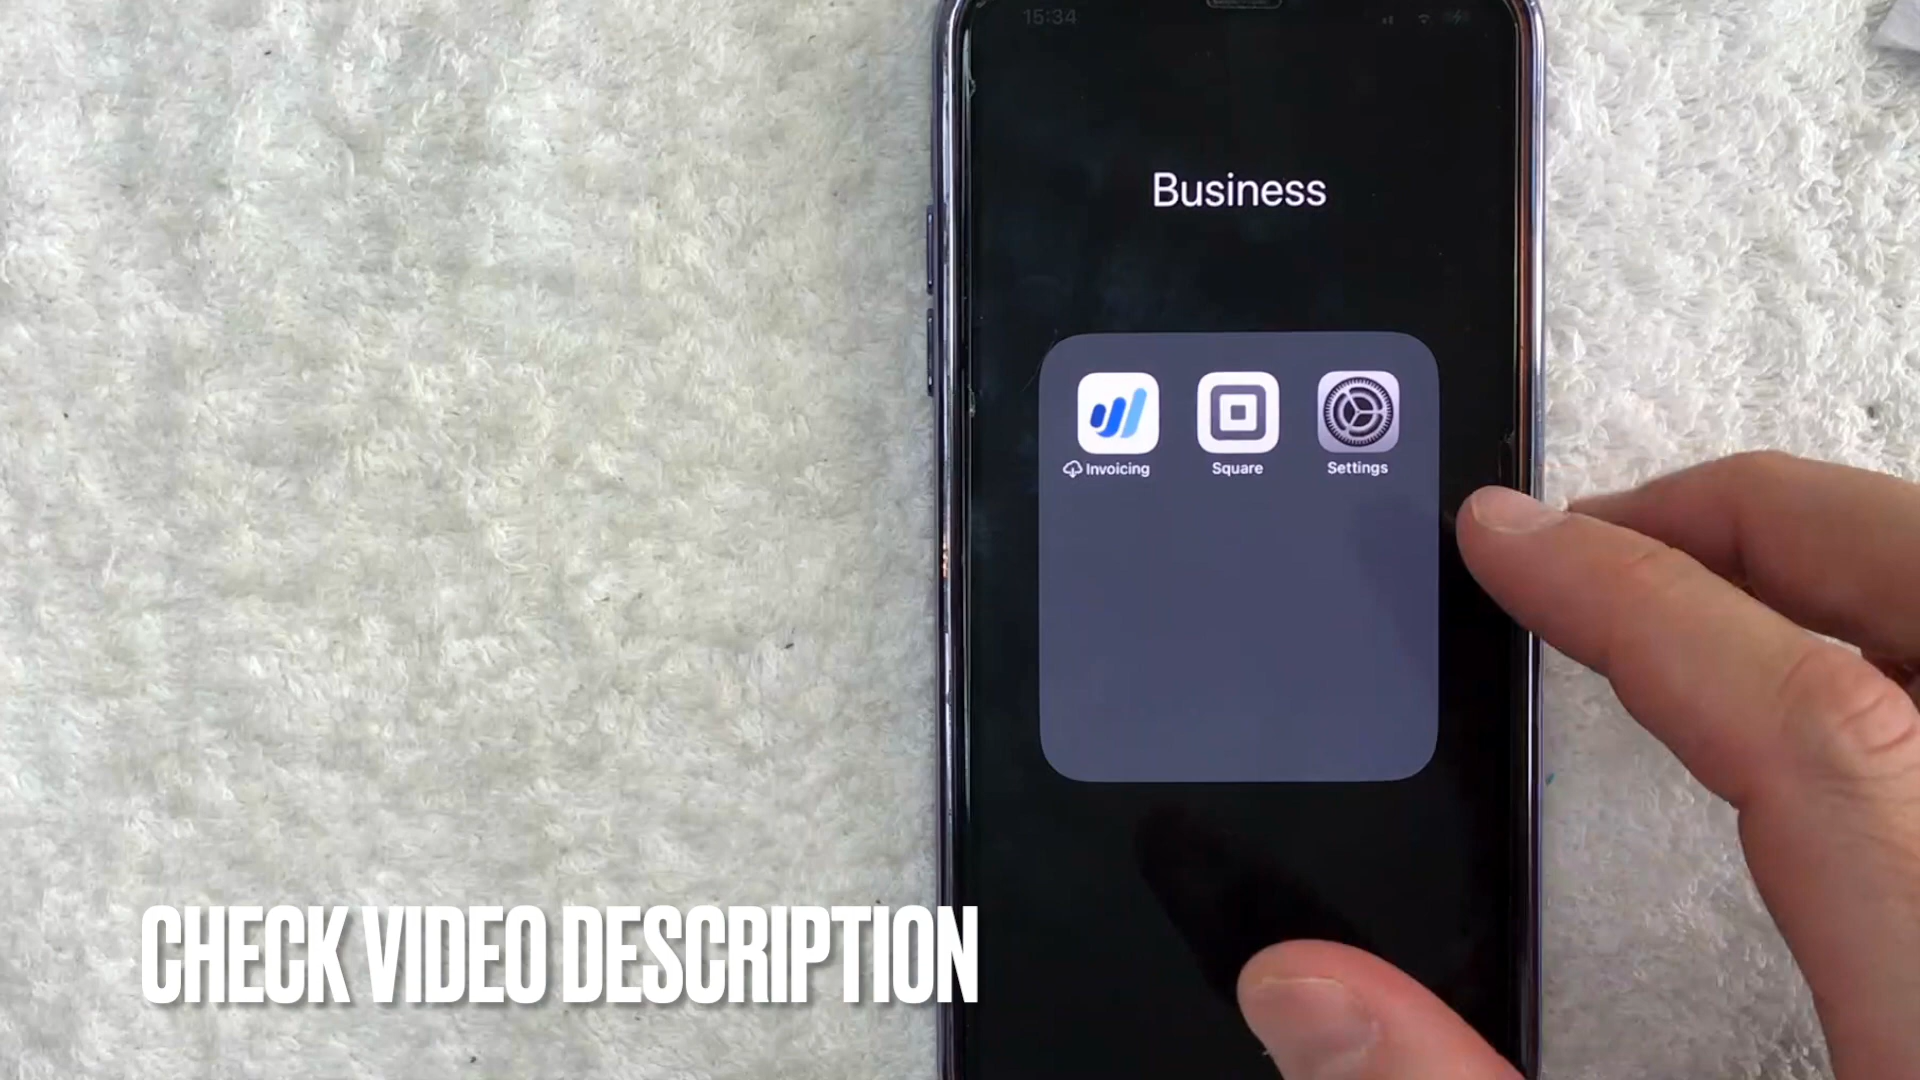 15:34
Business
Invoicing
Square
Settings
CHECK VIDEO DESCRIPTION